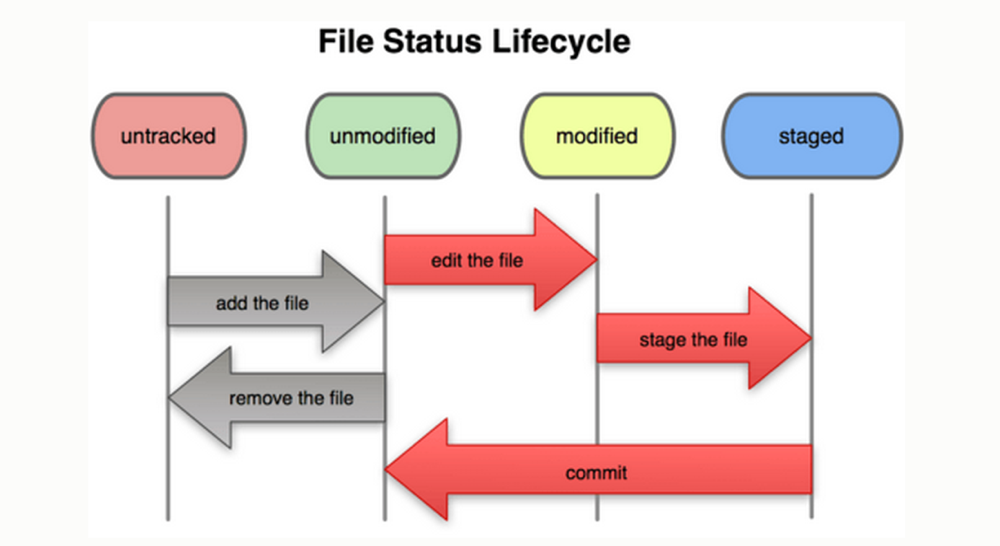 File Status Lifecycle
untracked
unmodified
modified
staged
edit the file
add the file
stage the file
remove the file
commit